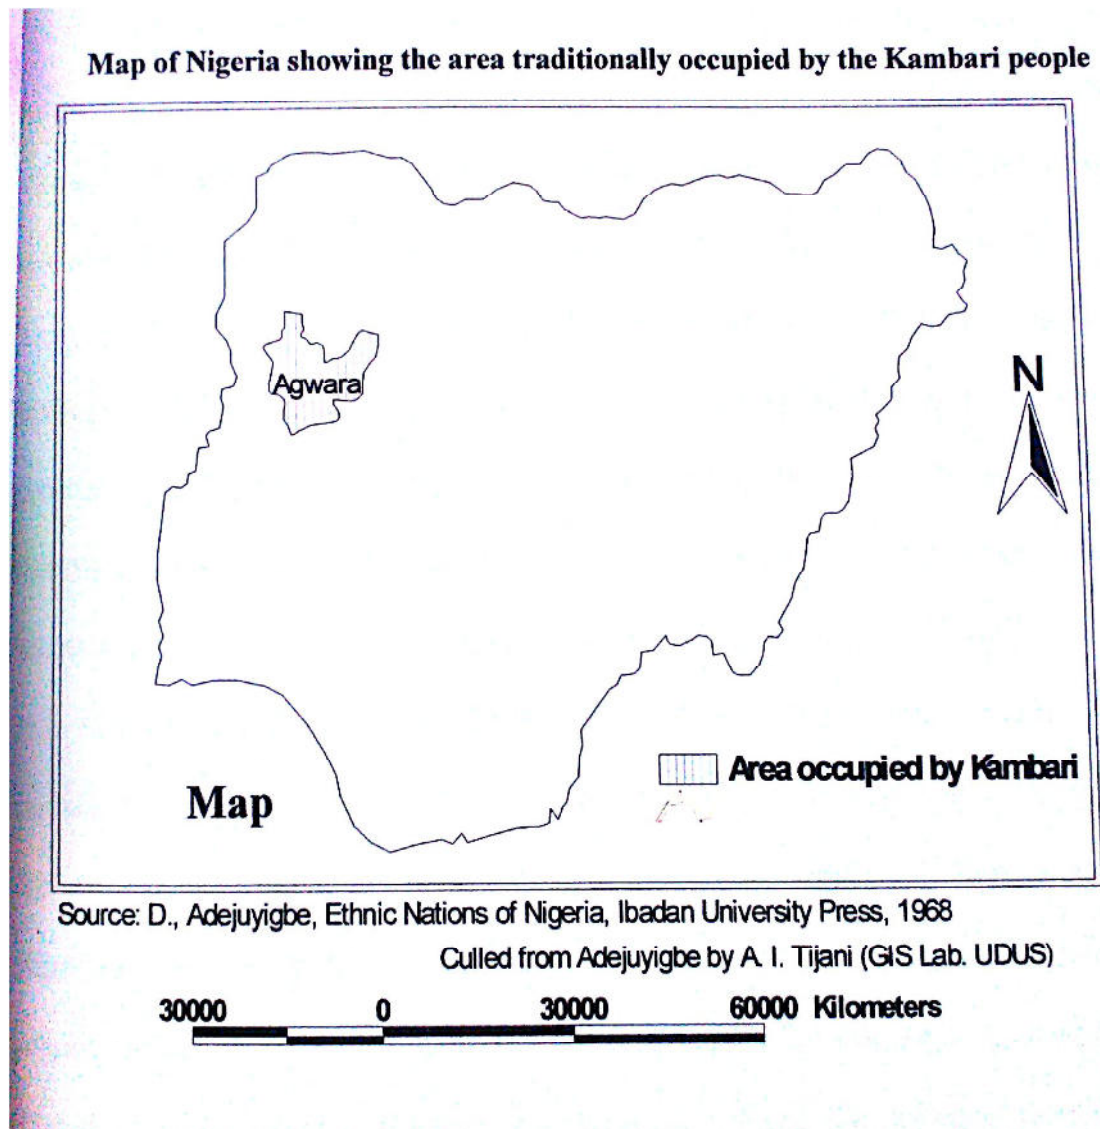 Map of Nigeria showing the area traditionally occupied by the Kambari people
Agwara
N
Area occupied by Kambari
Map
Source: D., Adejuyigbe, Ethnic Nations of Nigeria, Ibadan University Press, 1968
Culled from Adejuyigbe by A. I. Tijani (GIS Lab. UDUS)
30000 0 30000 60000 Kilometers